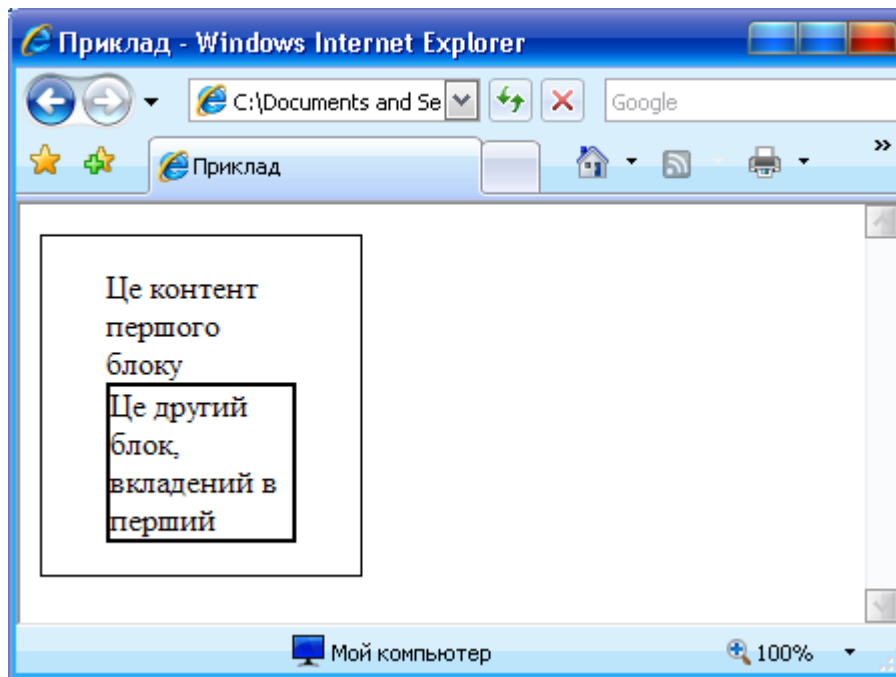 Приклад - Windows Internet Explorer
C:\Documents and Se
Google
Приклад
»
Це контент
першого
блоку
Це другий
блок,
вкладений в
перший
Мой компьютер
100%